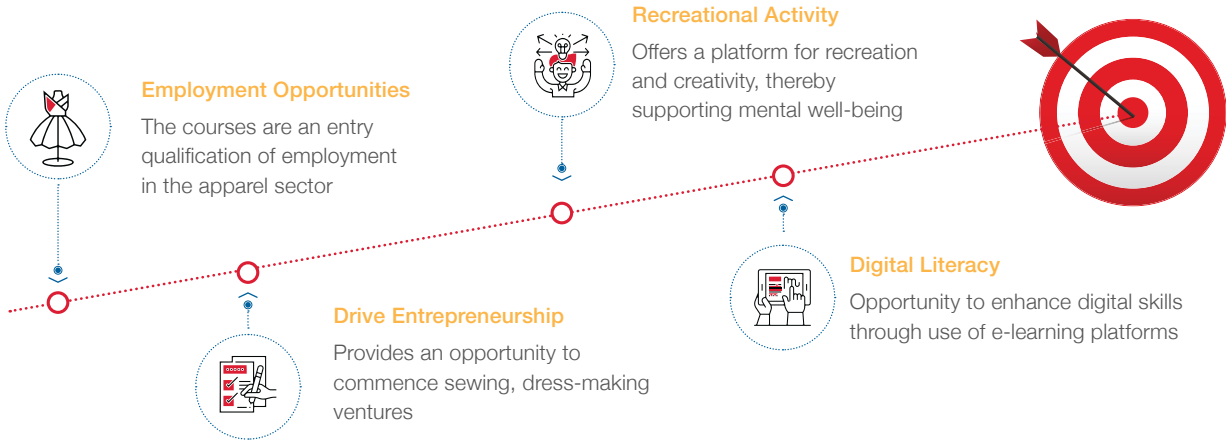 Employment Opportunities
The courses are an entry
qualification of employment
in the apparel sector
Drive Entrepreneurship
Provides an opportunity to
commence sewing, dress-making
ventures
Recreational Activity
Offers a platform for recreation
and creativity, thereby
supporting mental well-being
Digital Literacy
Opportunity to enhance digital skills
through use of e-learning platforms